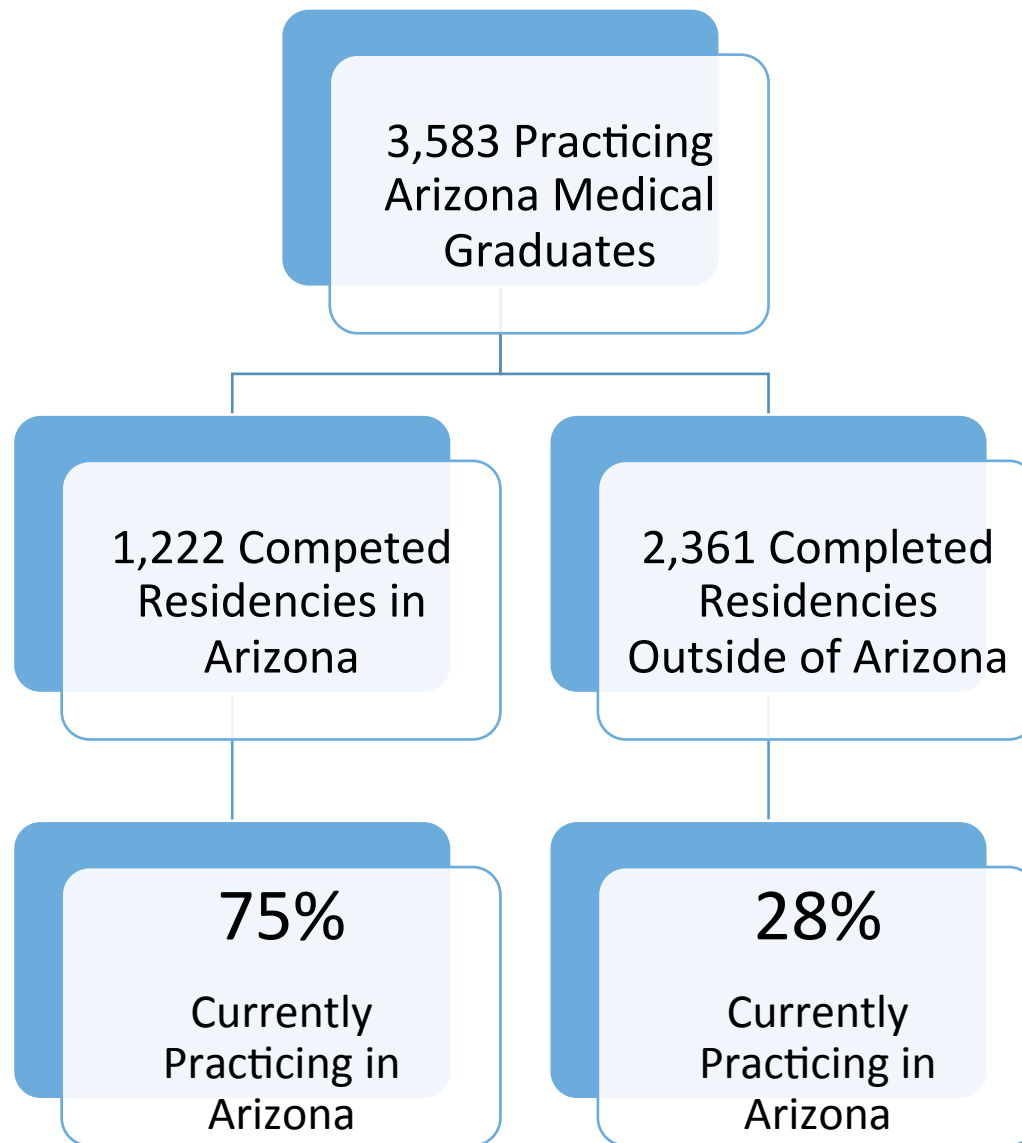 3,583 Practicing
Arizona Medical
Graduates
1,222 Competed
Residencies in
Arizona
2,361 Completed
Residencies
Outside of Arizona
75%
Currently
Practicing in
Arizona
28%
Currently
Practicing in
Arizona